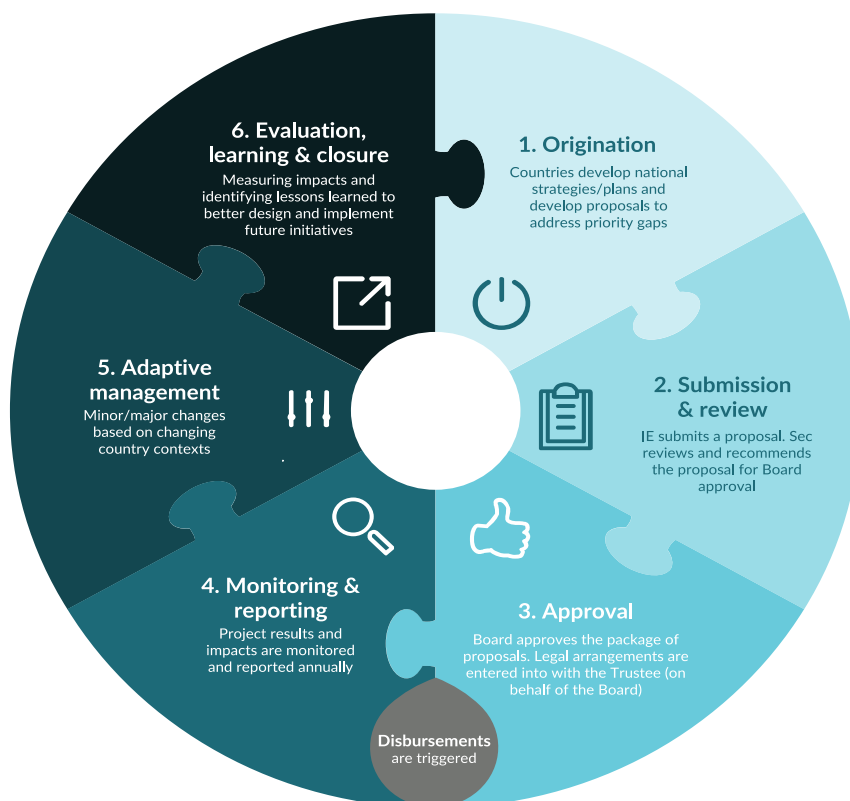 1. Origination
Countries develop national
strategies/plans and
develop proposals to
address priority gaps
2. Submission
& review
IE submits a proposal. Sec
reviews and recommends
the proposal for Board
approval
3. Approval
Board approves the package of
proposals. Legal arrangements are
entered into with the Trustee (on
behalf of the Board)
Disbursements
are triggered
4. Monitoring &
reporting
Project results and
impacts are monitored
and reported annually
5. Adaptive
management
Minor/major changes
based on changing
country contexts
6. Evaluation,
learning & closure
Measuring impacts and
identifying lessons learned to
better design and implement
future initiatives